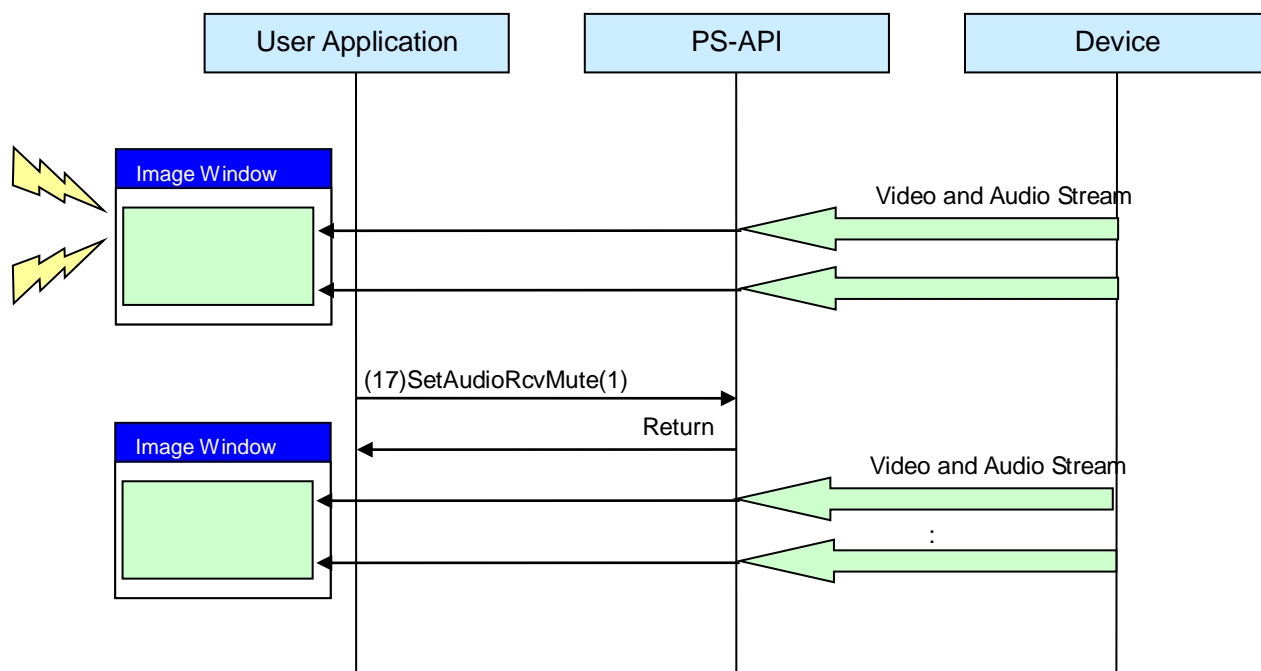 User Application
PS-API
Device
Image Window
Video and Audio Stream
(17)SetAudioRcvMute(1)
Return
Image Window
Video and Audio Stream
: